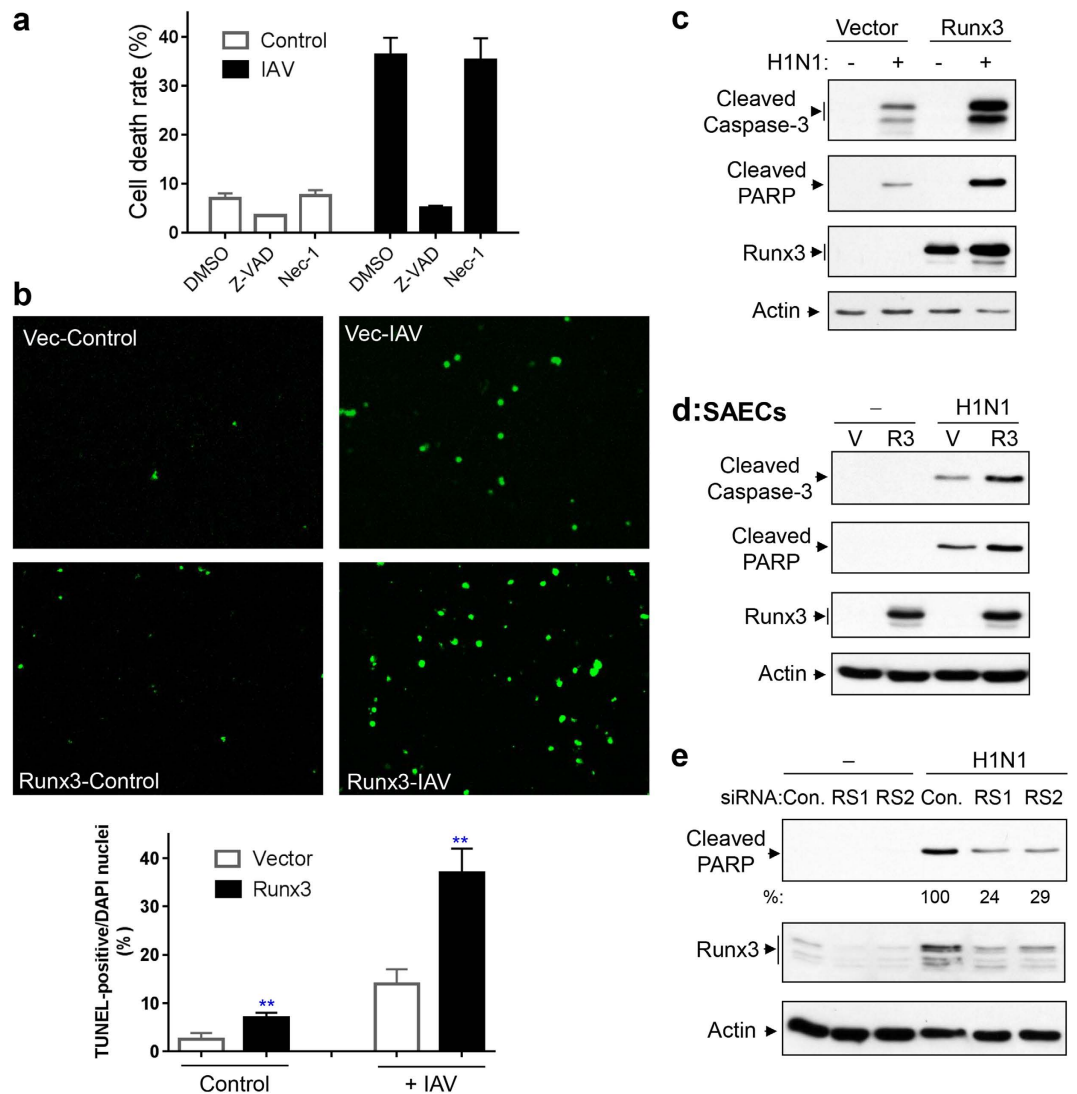 a
Cell death rate (%)
40
30
20
10
0
Control
IAV
DMSO
Z-VAD
Nec-1
DMSO
Z-VAD
Nec-1
b
Vec-Control
Vec-IAV
Runx3-Control
Runx3-IAV
TUNEL-positive/DAPI nuclei
(%)
40
30
20
10
0
Vector
Runx3
**
**
Control
+ IAV
c
Vector Runx3
H1N1: - + - +
Cleaved
Caspase-3
Cleaved
PARP
Runx3
Actin
d:SAECs
– H1N1
V R3 V R3
Cleaved
Caspase-3
Cleaved
PARP
Runx3
Actin
e
– H1N1
siRNA:Con. RS1 RS2 Con. RS1 RS2
Cleaved
PARP
%: 100 24 29
Runx3
Actin